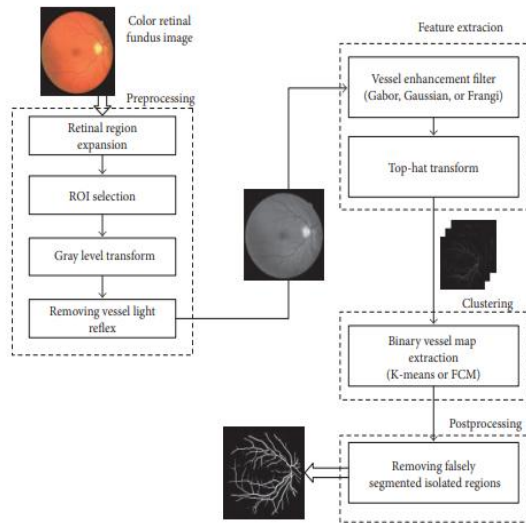 Color retinal
fundus image
Preprocessing
Retinal region
expansion
ROI selection
Gray level transform
Removing vessel light
reflex
Feature extracion
Vessel enhancement filter
(Gabor, Gaussian, or Frangi)
Top-hat transform
Clustering
Binary vessel map
extraction
(K-means or FCM)
Postprocessing
Removing falsely
segmented isolated regions